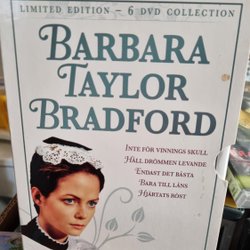 LIMITED EDITION – 6 DVD COLLECTION
BARBARA
TAYLOR
BRADFORD
INTE FÖR VINNINGS SKULL
HÅLL DRÖMMEN LEVANDE
ENDAST DET BÄSTA
BARA TILL LÅNS
HJÄRTATS RÖST